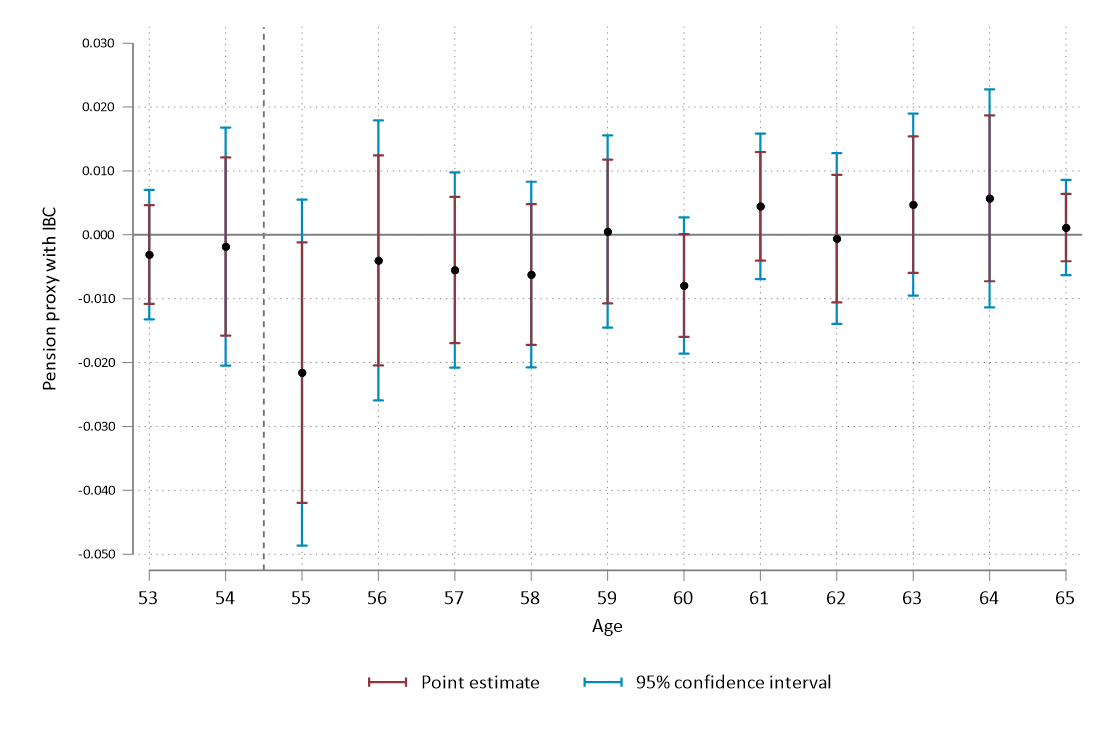 Pension proxy with IBC
0.030
0.020
0.010
0.000
-0.010
-0.020
-0.030
-0.040
-0.050
53 54 55 56 57 58 59 60 61 62 63 64 65
Age
Point estimate 95% confidence interval